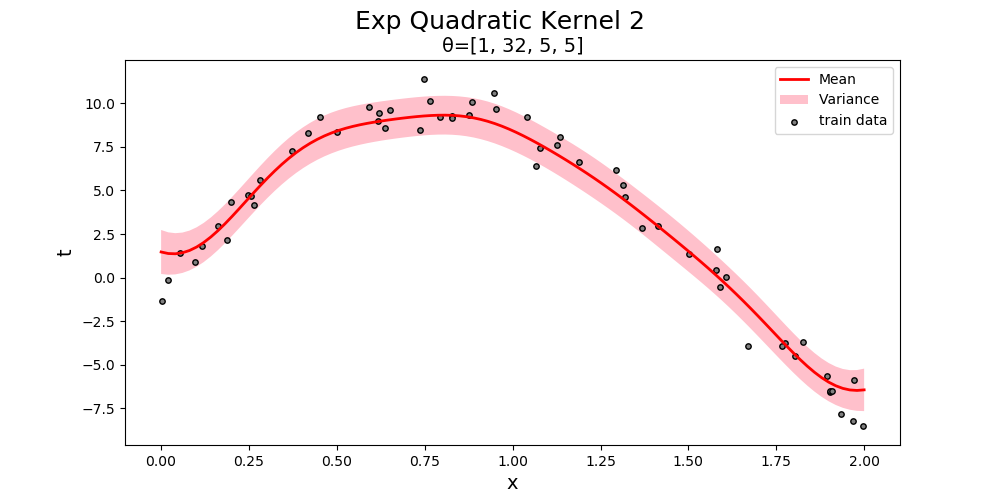 Exp Quadratic Kernel 2
θ=[1, 32, 5, 5]
Mean
Variance
train data
t
10.0
7.5
5.0
2.5
0.0
−2.5
−5.0
−7.5
0.00 0.25 0.50 0.75 1.00 1.25 1.50 1.75 2.00
x